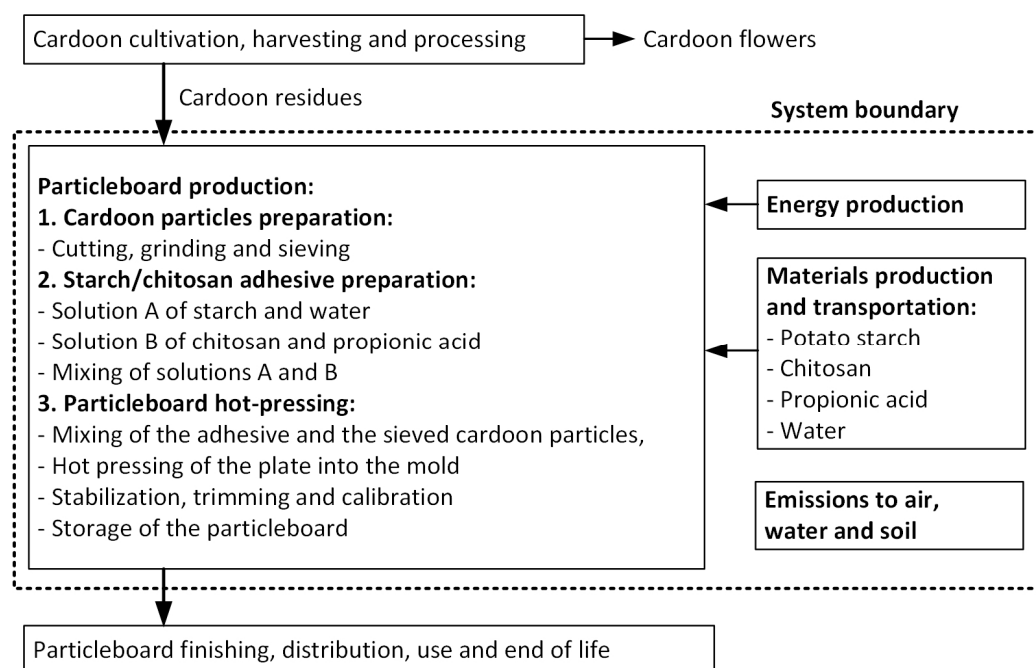 Cardoon cultivation, harvesting and processing
Cardoon flowers
Cardoon residues
System boundary
Particleboard production:
1. Cardoon particles preparation:
- Cutting, grinding and sieving
2. Starch/chitosan adhesive preparation:
- Solution A of starch and water
- Solution B of chitosan and propionic acid
- Mixing of solutions A and B
3. Particleboard hot-pressing:
- Mixing of the adhesive and the sieved cardoon particles,
- Hot pressing of the plate into the mold
- Stabilization, trimming and calibration
- Storage of the particleboard
Energy production
Materials production
and transportation:
- Potato starch
- Chitosan
- Propionic acid
- Water
Emissions to air,
water and soil
Particleboard finishing, distribution, use and end of life